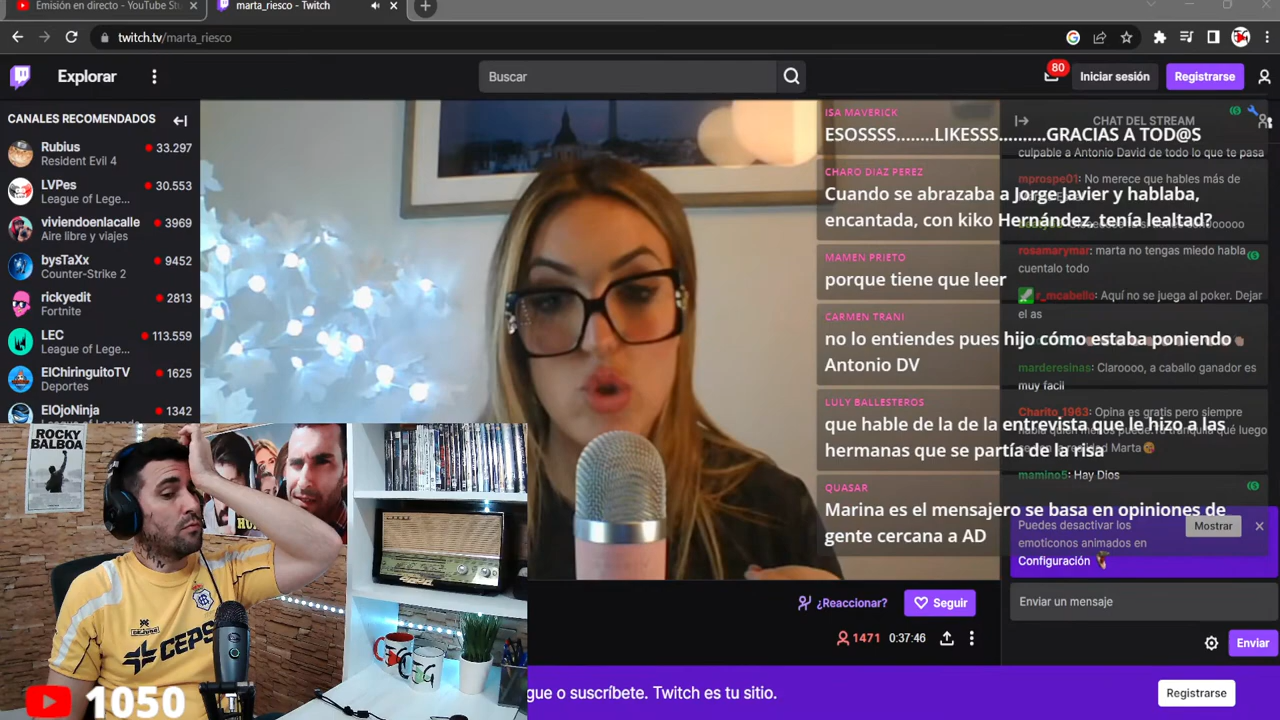 Emisión en directo - YouTube St
marta_riesco - Twitch
twitch.tv/marta_riesco
Explorar
Buscar
80
Iniciar sesión
Registrarse
CANALES RECOMENDADOS
Rubius
Resident Evil 4
33.297
LVPes
League of Lege...
30.553
viviendoenlacalle
Aire libre y viajes
3969
bysTaXx
Counter-Strike 2
9452
rickyedit
Fortnite
2813
LEC
League of Lege...
113.559
ElChiringuitoTV
Deportes
1625
ElOjoNinja
1342
ISA MAVERICK
ESOSSSS........LIKESSS..........GRACIAS A TOD@S
CHARO DIAZ PEREZ
Cuando se abrazaba a Jorge Javier y hablaba,
encantada, con kiko Hernández, tenía lealtad?
MAMEN PRIETO
porque tiene que leer
CARMEN TRANI
no lo entiendes pues hijo cómo estaba poniendo
Antonio DV
LULY BALLESTEROS
que hable de la de la entrevista que le hizo a las
hermanas que se partía de la risa
QUASAR
Marina es el mensajero se basa en opiniones de
gente cercana a AD
CHAT DEL STREAM
culpable a Antonio David de todo lo que te pasa
mprospe01: No merece que hables más de
rosamarymar: marta no tengas miedo habla
cuentalo todo
r_mcabello: Aquí no se juega al poker. Dejar
el as
marderesinas: Claroooo, a caballo ganador es
muy facil
Charito_1963: Opina es gratis pero siempre
mamino5: Hay Dios
Puedes desactivar los
emoticonos animados en
Configuración
Mostrar
Enviar un mensaje
Enviar
¿Reaccionar?
Seguir
1471
0:37:46
gue o suscríbete. Twitch es tu sitio.
Registrarse
ROCKY
BALBOA
CEPS
1050